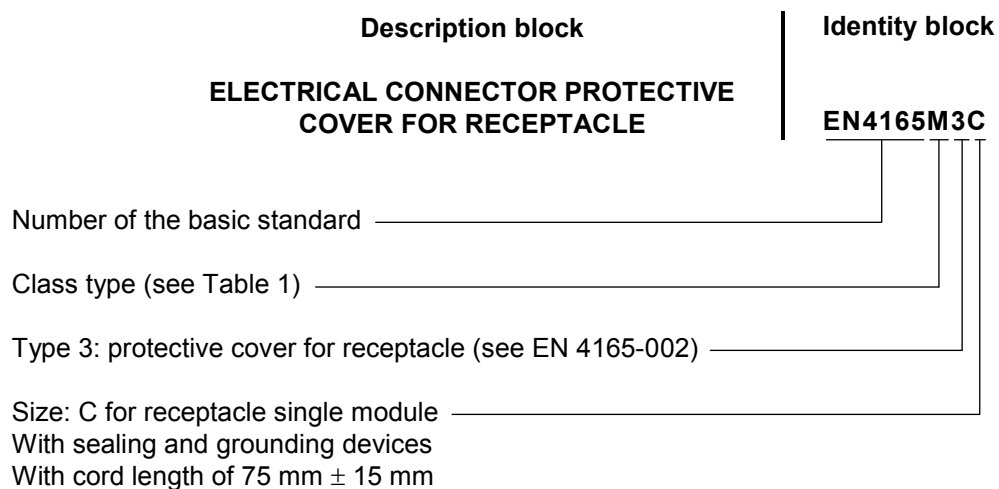 Description block
Identity block
ELECTRICAL CONNECTOR PROTECTIVE
COVER FOR RECEPTACLE
EN4165M3C
Number of the basic standard
Class type (see Table 1)
Type 3: protective cover for receptacle (see EN 4165-002)
Size: C for receptacle single module
With sealing and grounding devices
With cord length of 75 mm ± 15 mm